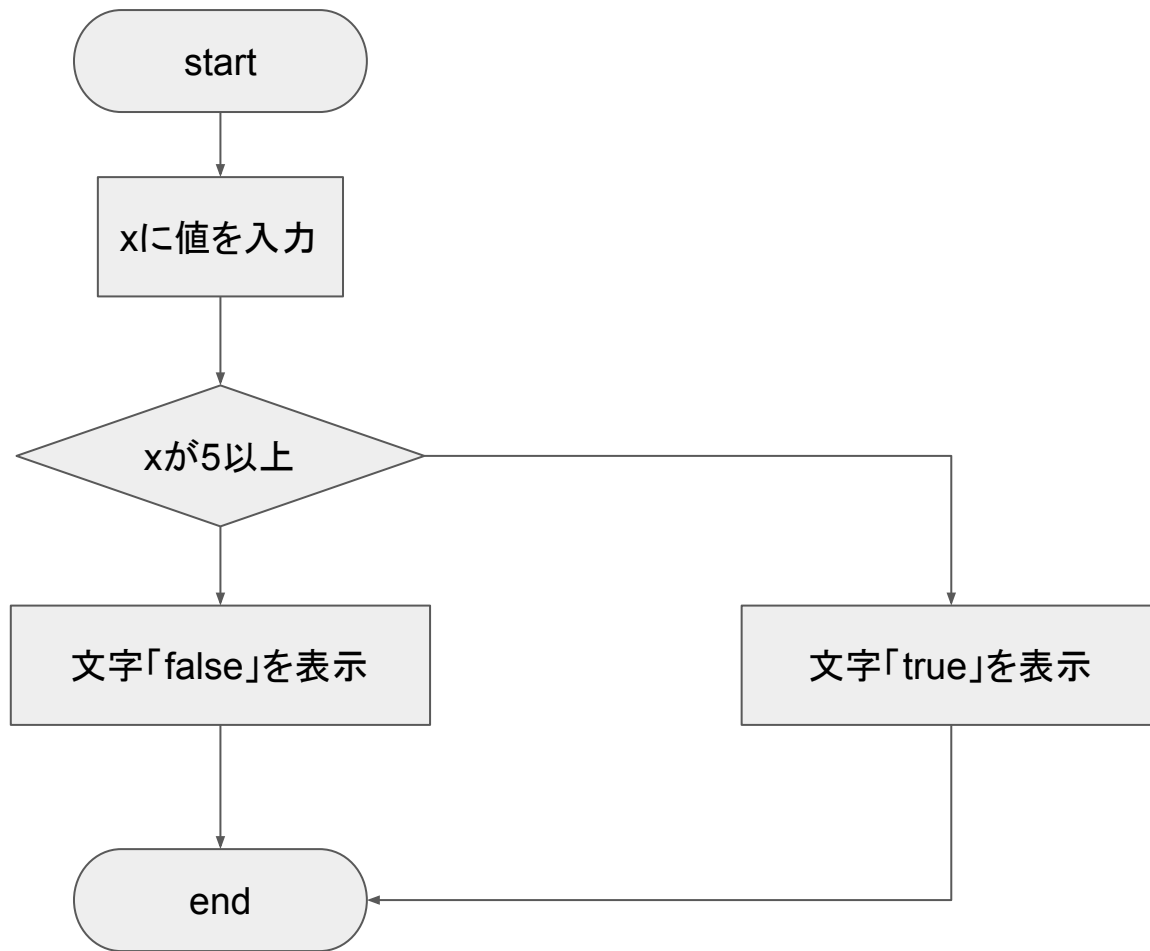 start
xに値を入力
xが5以上
文字｢false｣を表示
文字｢true｣を表示
end